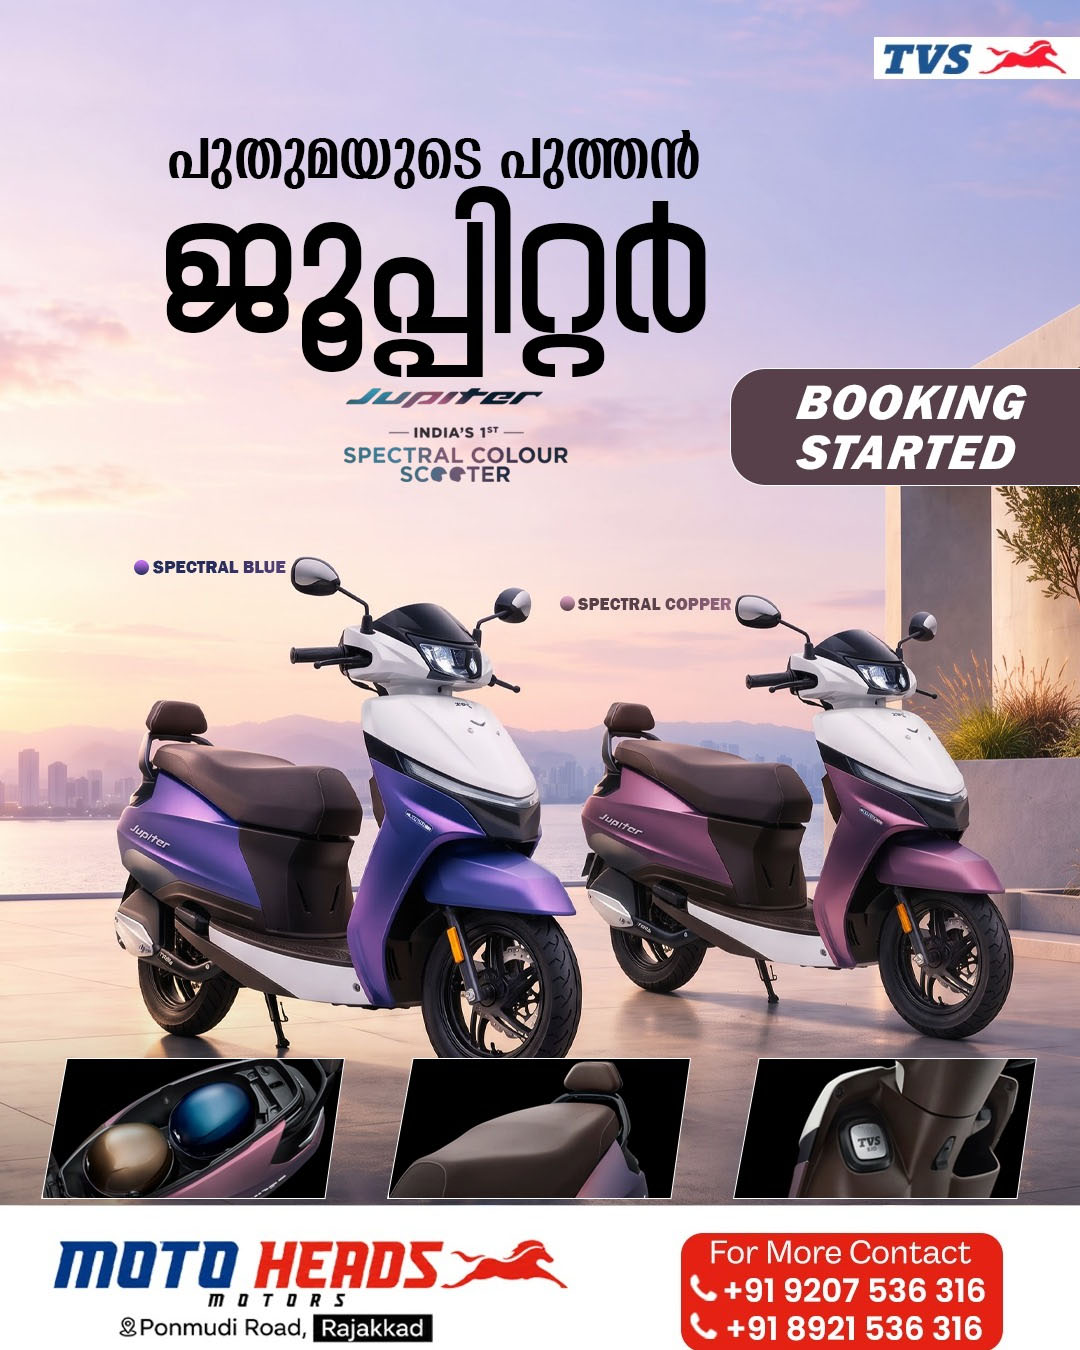 TVS
പുതുമയുടെ പുത്തൻ
ജൂപ്പിറ്റർ
Jupiter
INDIA'S 1ST
SPECTRAL COLOUR
SCOOTER
BOOKING
STARTED
SPECTRAL BLUE
SPECTRAL COPPER
Jupiter
Jupiter
TVS
MOTO HEADS
MOTORS
Ponmudi Road, Rajakkad
For More Contact
+91 9207 536 316
+91 8921 536 316